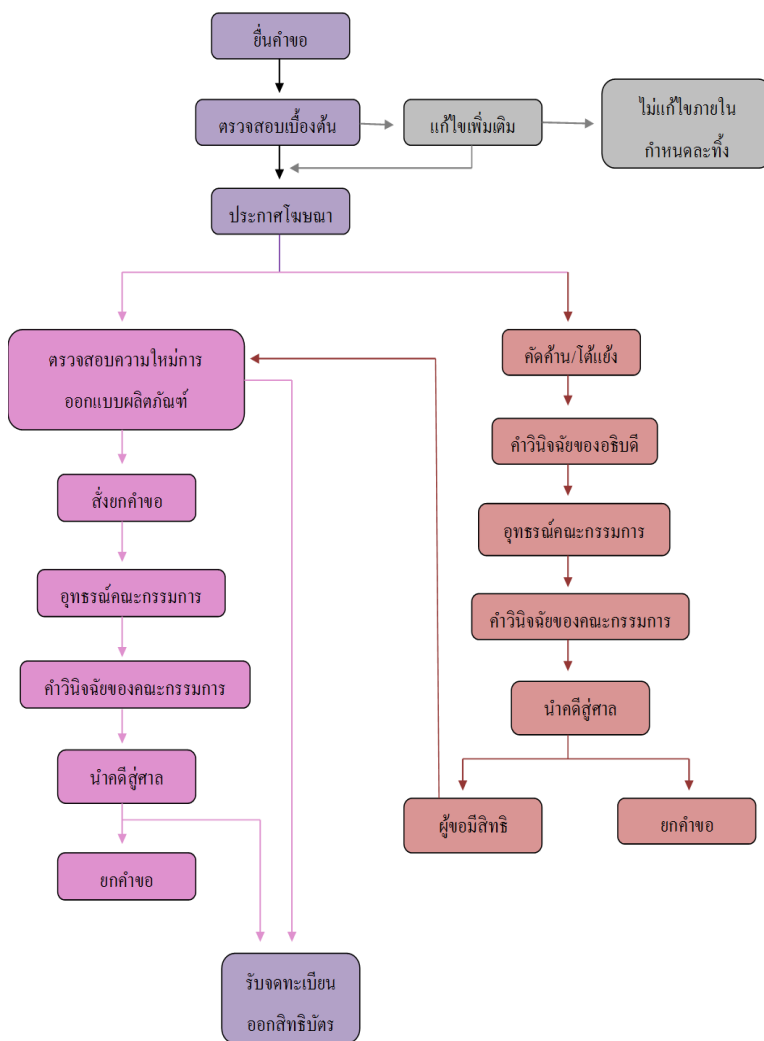 ยื่นคำขอ
ตรวจสอบเบื้องต้น
แก้ไขเพิ่มเติม
ไม่แก้ไขภายใน
กำหนดละทิ้ง
ประกาศโฆษณา
ตรวจสอบความใหม่การ
ออกแบบผลิตภัณฑ์
คัดค้าน/โต้แย้ง
คำวินิจฉัยของอธิบดี
สั่งยกคำขอ
อุทธรณ์คณะกรรมการ
อุทธรณ์คณะกรรมการ
คำวินิจฉัยของคณะกรรมการ
คำวินิจฉัยของคณะกรรมการ
นำคดีสู่ศาล
นำคดีสู่ศาล
ผู้ขอมีสิทธิ
ยกคำขอ
ยกคำขอ
รับจดทะเบียน
ออกสิทธิบัตร